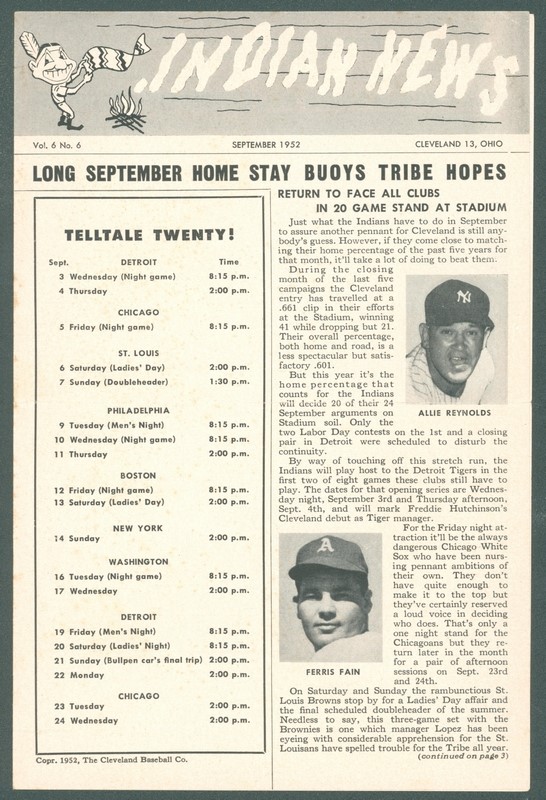 INDIAN NEWS
Vol. 6 No. 6
SEPTEMBER 1952
CLEVELAND 13, OHIO
LONG SEPTEMBER HOME STAY BUOYS TRIBE HOPES
TELLTALE TWENTY!
Sept. DETROIT Time
3 Wednesday (Night game) 8:15 p.m.
4 Thursday 2:00 p.m.
CHICAGO
5 Friday (Night game) 8:15 p.m.
ST. LOUIS
6 Saturday (Ladies' Day) 2:00 p.m.
7 Sunday (Doubleheader) 1:30 p.m.
PHILADELPHIA
9 Tuesday (Men's Night) 8:15 p.m.
10 Wednesday (Night game) 8:15 p.m.
11 Thursday 2:00 p.m.
BOSTON
12 Friday (Night game) 8:15 p.m.
13 Saturday (Ladies' Day) 2:00 p.m.
NEW YORK
14 Sunday 2:00 p.m.
WASHINGTON
16 Tuesday (Night game) 8:15 p.m.
17 Wednesday 2:00 p.m.
DETROIT
19 Friday (Men's Night) 8:15 p.m.
20 Saturday (Ladies' Night) 8:15 p.m.
21 Sunday (Bullpen car's final trip) 2:00 p.m.
22 Monday 2:00 p.m.
CHICAGO
23 Tuesday 2:00 p.m.
24 Wednesday 2:00 p.m.
Copr. 1952, The Cleveland Baseball Co.
RETURN TO FACE ALL CLUBS
IN 20 GAME STAND AT STADIUM
Just what the Indians have to do in September
to assure another pennant for Cleveland is still any-
body's guess. However, if they come close to match-
ing their home percentage of the past five years for
that month, it'll take a lot of doing to beat them.
During the closing
month of the last five
campaigns the Cleveland
entry has travelled at a
.661 clip in their efforts
at the Stadium, winning
41 while dropping but 21.
Their overall percentage,
both home and road, is a
less spectacular but satis-
factory .601.
But this year it's the
home percentage that
counts for the Indians
will decide 20 of their 24
September arguments on
Stadium soil. Only the
two Labor Day contests on the 1st and a closing
pair in Detroit were scheduled to disturb the
continuity.
NY
ALLIE REYNOLDS
By way of touching off this stretch run, the
Indians will play host to the Detroit Tigers in the
first two of eight games these clubs still have to
play. The dates for that opening series are Wednes-
day night, September 3rd and Thursday afternoon,
Sept. 4th, and will mark Freddie Hutchinson's
Cleveland debut as Tiger manager.
A
FERRIS FAIN
For the Friday night at-
traction it'll be the always
dangerous Chicago White
Sox who have been nurs-
ing pennant ambitions of
their own. They don't
have quite enough to
make it to the top but
they've certainly reserved
a loud voice in deciding
who does. That's only a
one night stand for the
Chicagoans but they re-
turn later in the month
for a pair of afternoon
sessions on Sept. 23rd
and 24th.
On Saturday and Sunday the rambunctious St.
Louis Browns stop by for a Ladies' Day affair and
the final scheduled doubleheader of the summer.
Needless to say, this three-game set with the
Brownies is one which manager Lopez has been
eyeing with considerable apprehension for the St.
Louisans have spelled trouble for the Tribe all year.
(continued on page 3)